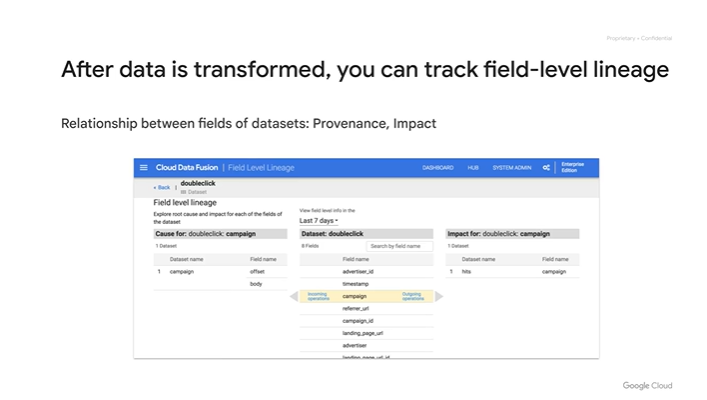 Proprietary + Confidential
After data is transformed, you can track field-level lineage
Relationship between fields of datasets: Provenance, Impact
Cloud Data Fusion | Field Level Lineage
DASHBOARD HUB SYSTEM ADMIN Enterprise Edition
< Back | doubleclick
Dataset
Field level lineage
Explore root cause and impact for each of the fields of
the dataset
View field level info in the
Last 7 days
Cause for: doubleclick: campaign
1 Dataset
Dataset name Field name
1 campaign offset
body
Dataset: doubleclick
8 Fields Search by field name
Field name
advertiser_id
timestamp
Incoming operations campaign Outgoing operations
referrer_url
campaign_id
landing_page_url
advertiser
landing_page_url_id
Impact for: doubleclick: campaign
1 Dataset
Dataset name Field name
1 hits campaign
Google Cloud